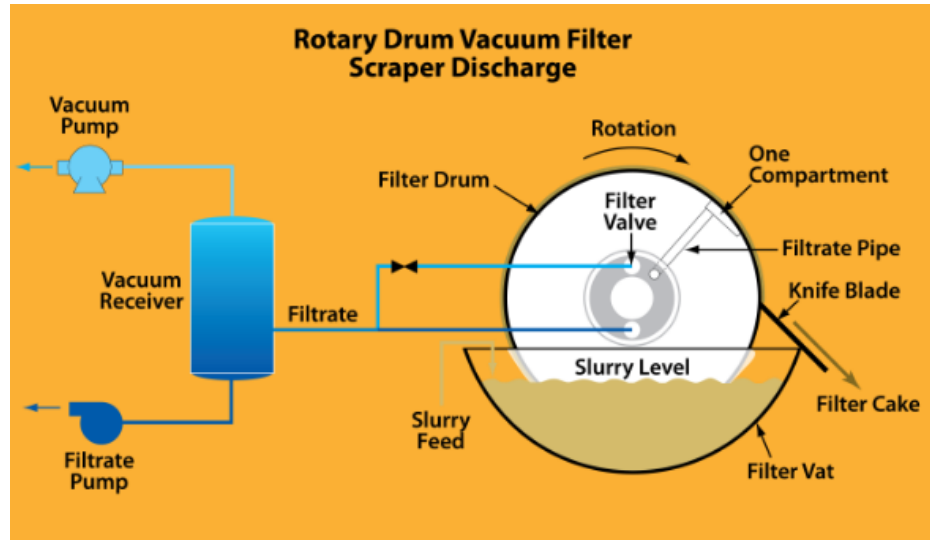 Rotary Drum Vacuum Filter
Scraper Discharge
Vacuum
Pump
Rotation
One
Compartment
Filter Drum
Filter
Valve
Filtrate Pipe
Vacuum
Receiver
Knife Blade
Filtrate
Slurry Level
Filter Cake
Slurry
Feed
Filtrate
Pump
Filter Vat